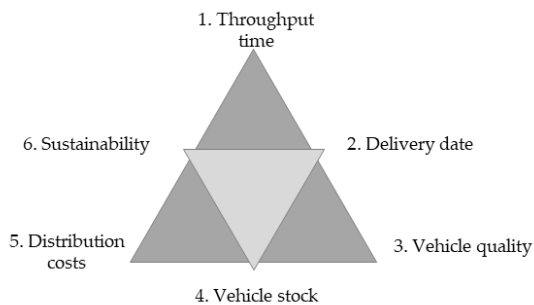 1. Throughput
time
6. Sustainability
2. Delivery date
5. Distribution
costs
3. Vehicle quality
4. Vehicle stock